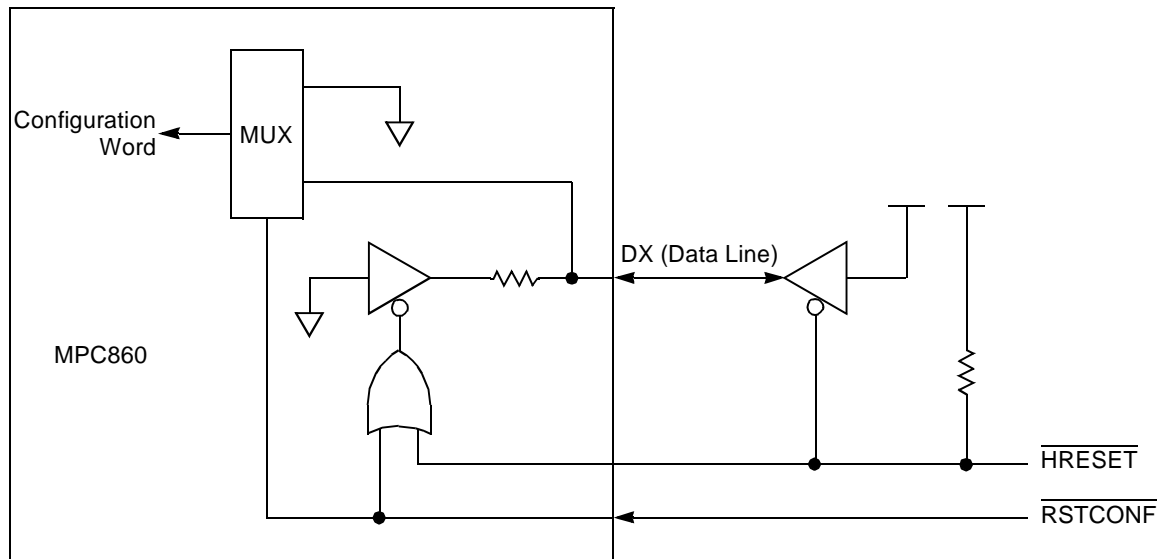 Configuration
Word
MUX
DX (Data Line)
MPC860
HRESET
RSTCONF